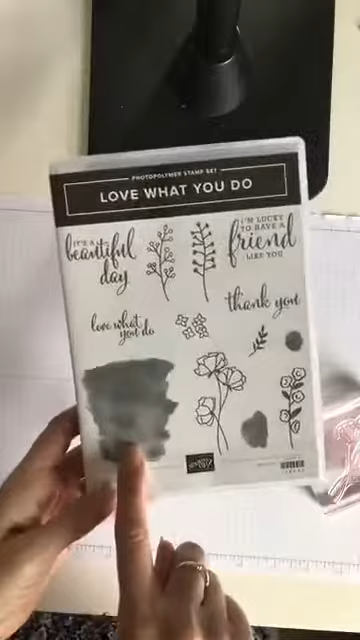 PHOTOPOLYMER STAMP SET
LOVE WHAT YOU DO
IT'S A
beautiful
day
I'M LUCKY
TO HAVE A
friend
LIKE YOU
thank you
love what
you do